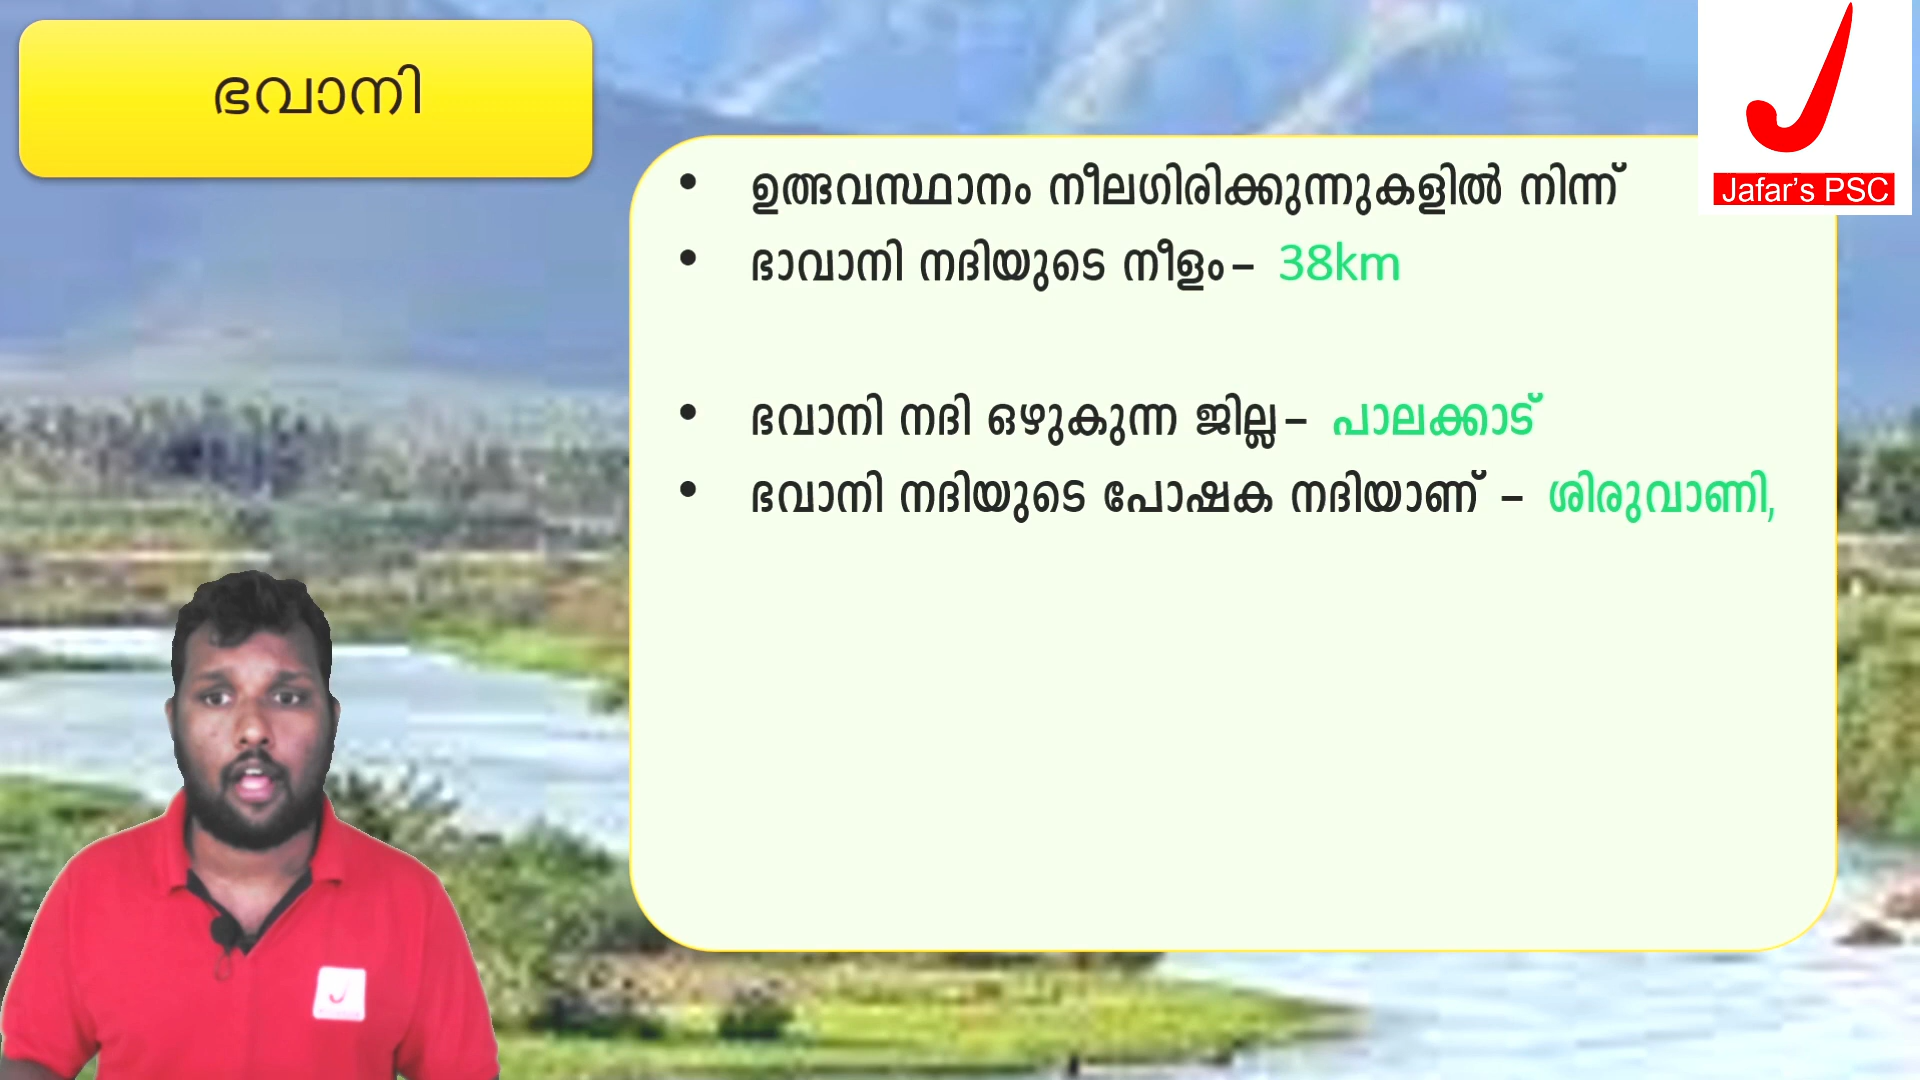 ഭവാനി
Jafar's PSC
• ഉത്ഭവസ്ഥാനം നീലഗിരിക്കുന്നുകളിൽ നിന്ന്
• ഭാവാനി നദിയുടെ നീളം – 38km
• ഭവാനി നദി ഒഴുകുന്ന ജില്ല – പാലക്കാട്
• ഭവാനി നദിയുടെ പോഷക നദിയാണ് – ശിരുവാണി,